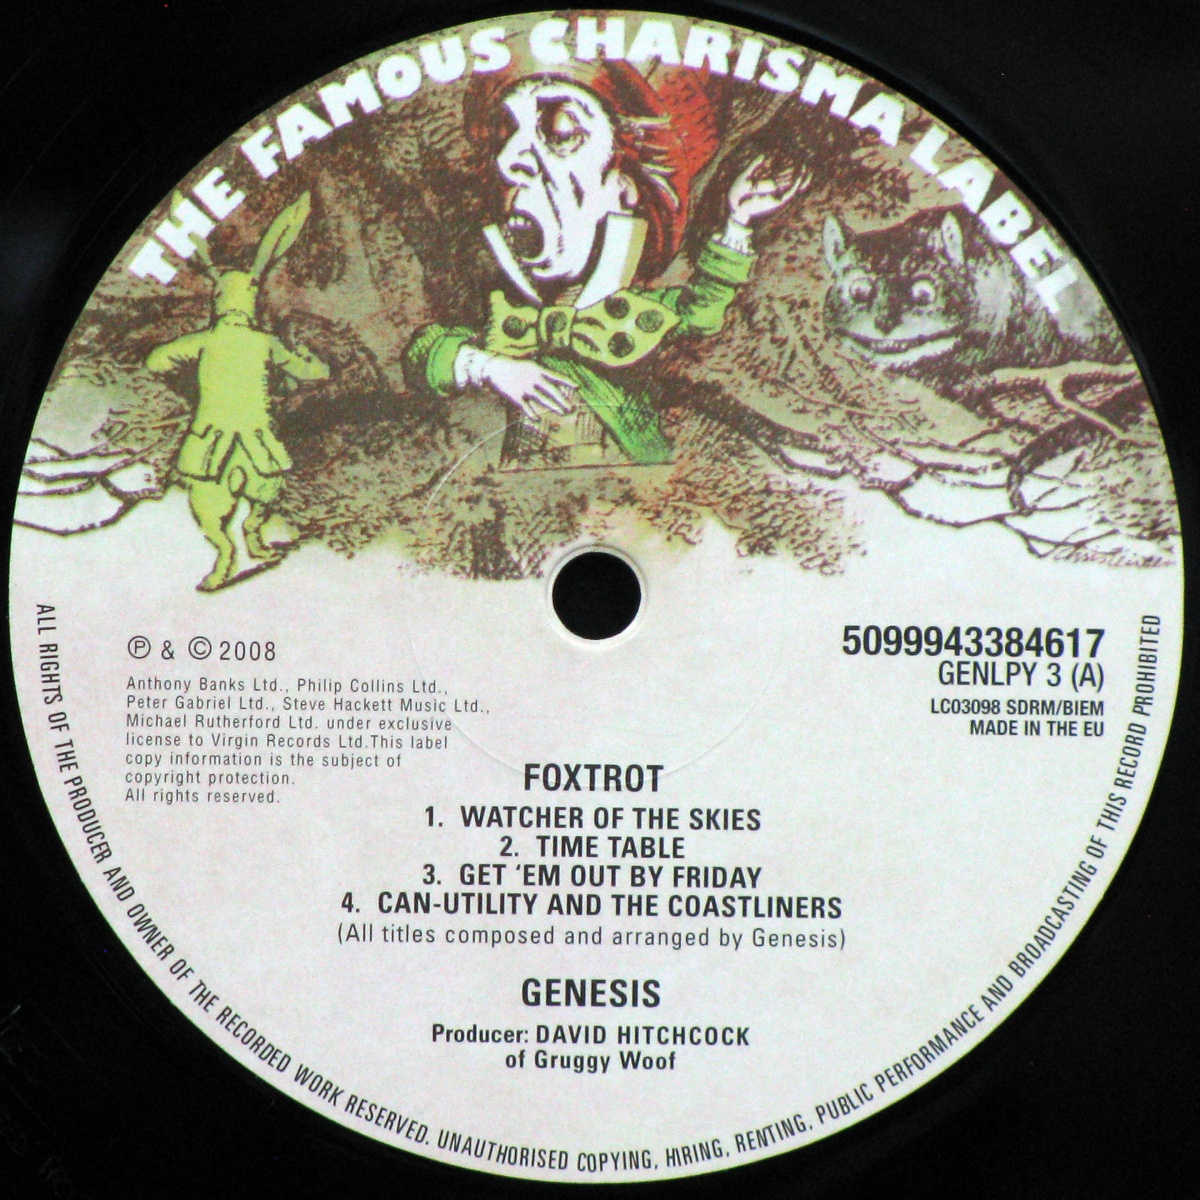 THE FAMOUS CHARISMA LABEL
℗ & © 2008
Anthony Banks Ltd., Philip Collins Ltd.,
Peter Gabriel Ltd., Steve Hackett Music Ltd.,
Michael Rutherford Ltd. under exclusive
license to Virgin Records Ltd.This label
copy information is the subject of
copyright protection.
All rights reserved.
5099943384617
GENLPY 3 (A)
LC03098 SDRM/BIEM
MADE IN THE EU
FOXTROT
1. WATCHER OF THE SKIES
2. TIME TABLE
3. GET 'EM OUT BY FRIDAY
4. CAN-UTILITY AND THE COASTLINERS
(All titles composed and arranged by Genesis)
GENESIS
Producer: DAVID HITCHCOCK
of Gruggy Woof
ALL RIGHTS OF THE PRODUCER AND OWNER OF THE RECORDED WORK RESERVED. UNAUTHORISED COPYING, HIRING, RENTING, PUBLIC PERFORMANCE AND BROADCASTING OF THIS RECORD PROHIBITED